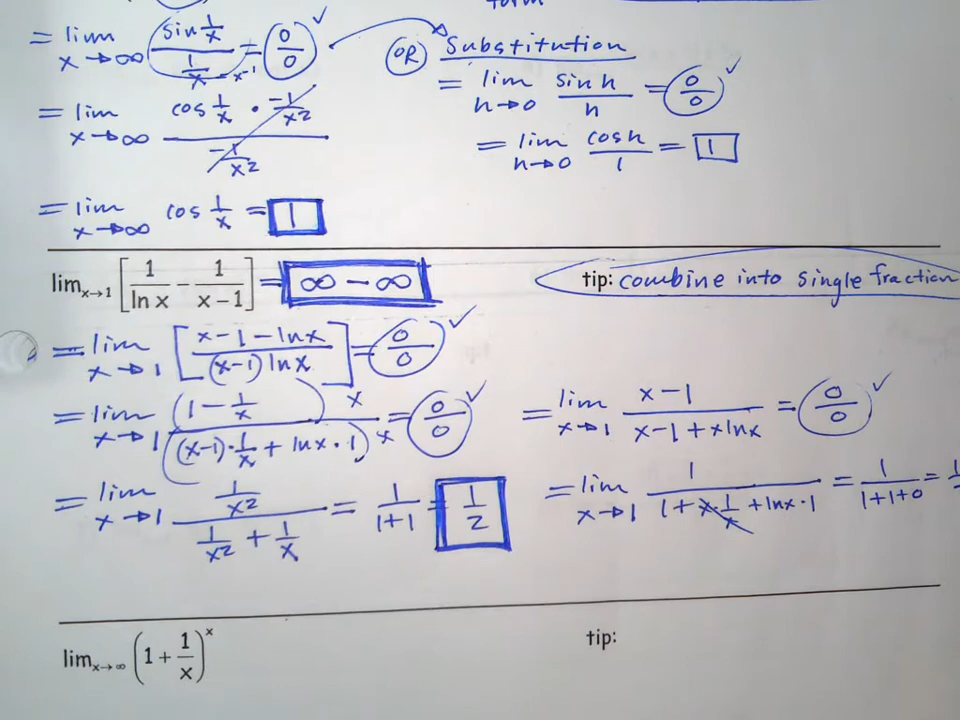 form
= lim x→∞ (sin 1/x)/(1/x = x⁻¹) = 0/0 ✓
OR Substitution
= lim h→0 sin h/h = 0/0 ✓
= lim x→∞ (cos 1/x · -1/x²)/(-1/x²)
= lim h→0 cos h/1 = 1
= lim x→∞ cos 1/x = 1
lim x→1 [1/ln x - 1/(x-1)] = ∞ - ∞
tip: combine into single fraction
= lim x→1 [(x-1-ln x)/((x-1) ln x)] = 0/0 ✓
= lim x→1 (1 - 1/x) x/((x-1)·1/x + ln x·1) x = 0/0 ✓
= lim x→1 (x-1)/(x-1+x ln x) = 0/0 ✓
= lim x→1 (1/x²)/(1/x² + 1/x) = 1/(1+1) = 1/2
= lim x→1 1/(1 + x·1/x + ln x·1) = 1/(1+1+0) = 1/
lim x→∞ (1 + 1/x)^x
tip: